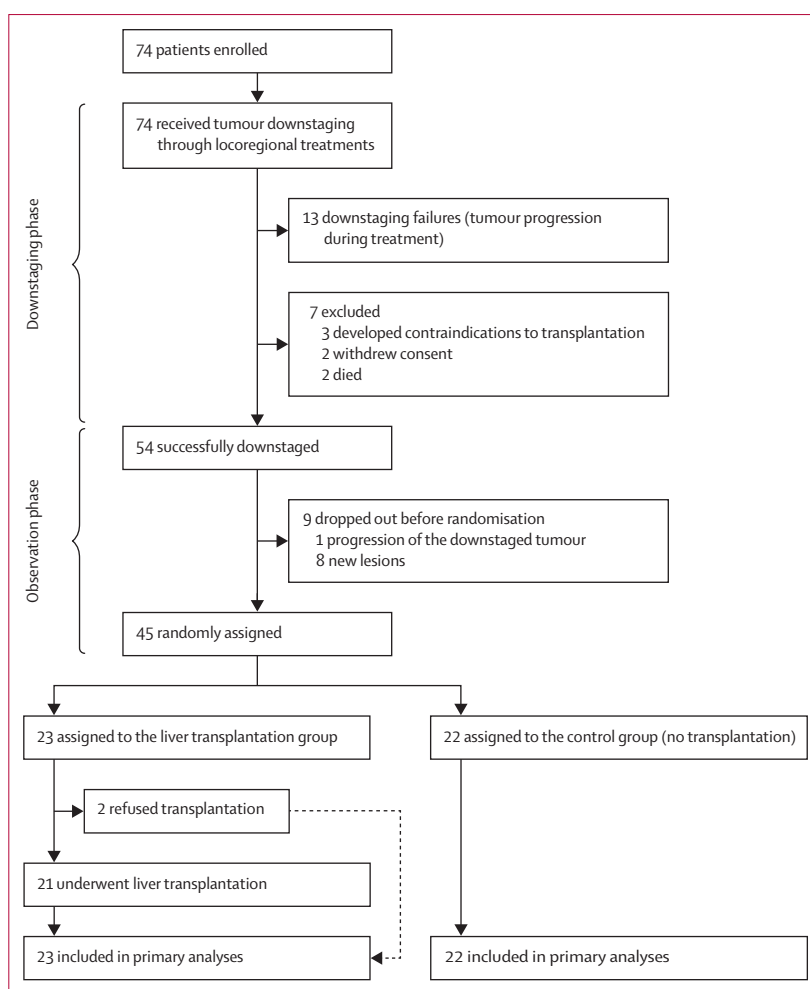 74 patients enrolled
74 received tumour downstaging
through locoregional treatments
13 downstaging failures (tumour progression
during treatment)
Downstaging phase
7 excluded
3 developed contraindications to transplantation
2 withdrew consent
2 died
54 successfully downstaged
9 dropped out before randomisation
1 progression of the downstaged tumour
8 new lesions
Observation phase
45 randomly assigned
23 assigned to the liver transplantation group
22 assigned to the control group (no transplantation)
2 refused transplantation
21 underwent liver transplantation
23 included in primary analyses
22 included in primary analyses